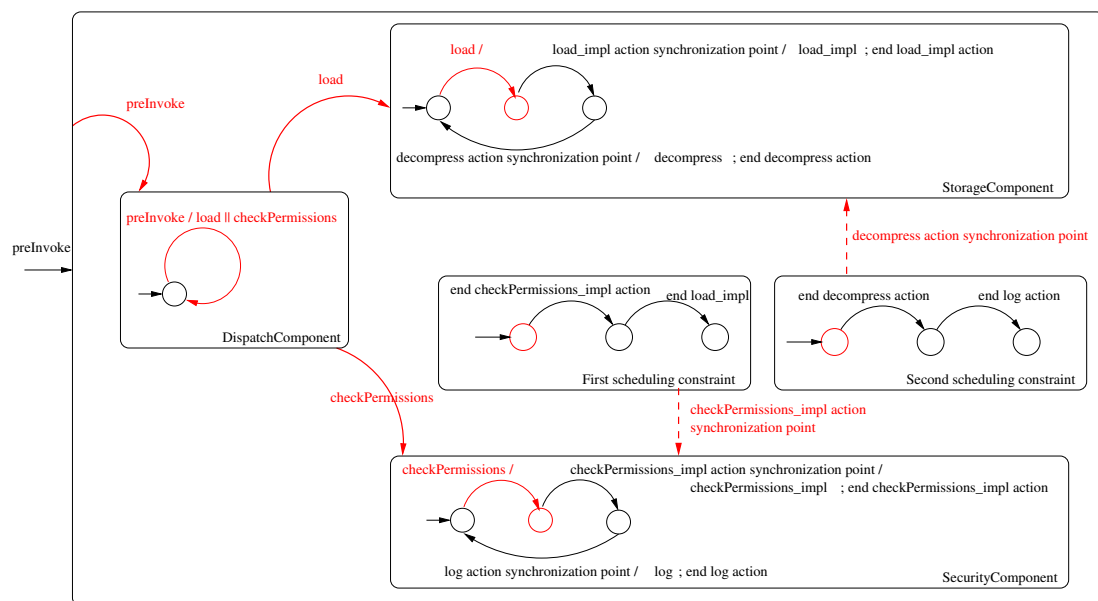 load /
load_impl action synchronization point / load_impl ; end load_impl action
load
preInvoke
decompress action synchronization point / decompress ; end decompress action
StorageComponent
preInvoke / load || checkPermissions
decompress action synchronization point
preInvoke
end checkPermissions_impl action
end load_impl
end decompress action
end log action
DispatchComponent
First scheduling constraint
Second scheduling constraint
checkPermissions
checkPermissions_impl action
synchronization point
checkPermissions /
checkPermissions_impl action synchronization point /
checkPermissions_impl ; end checkPermissions_impl action
log action synchronization point / log ; end log action
SecurityComponent